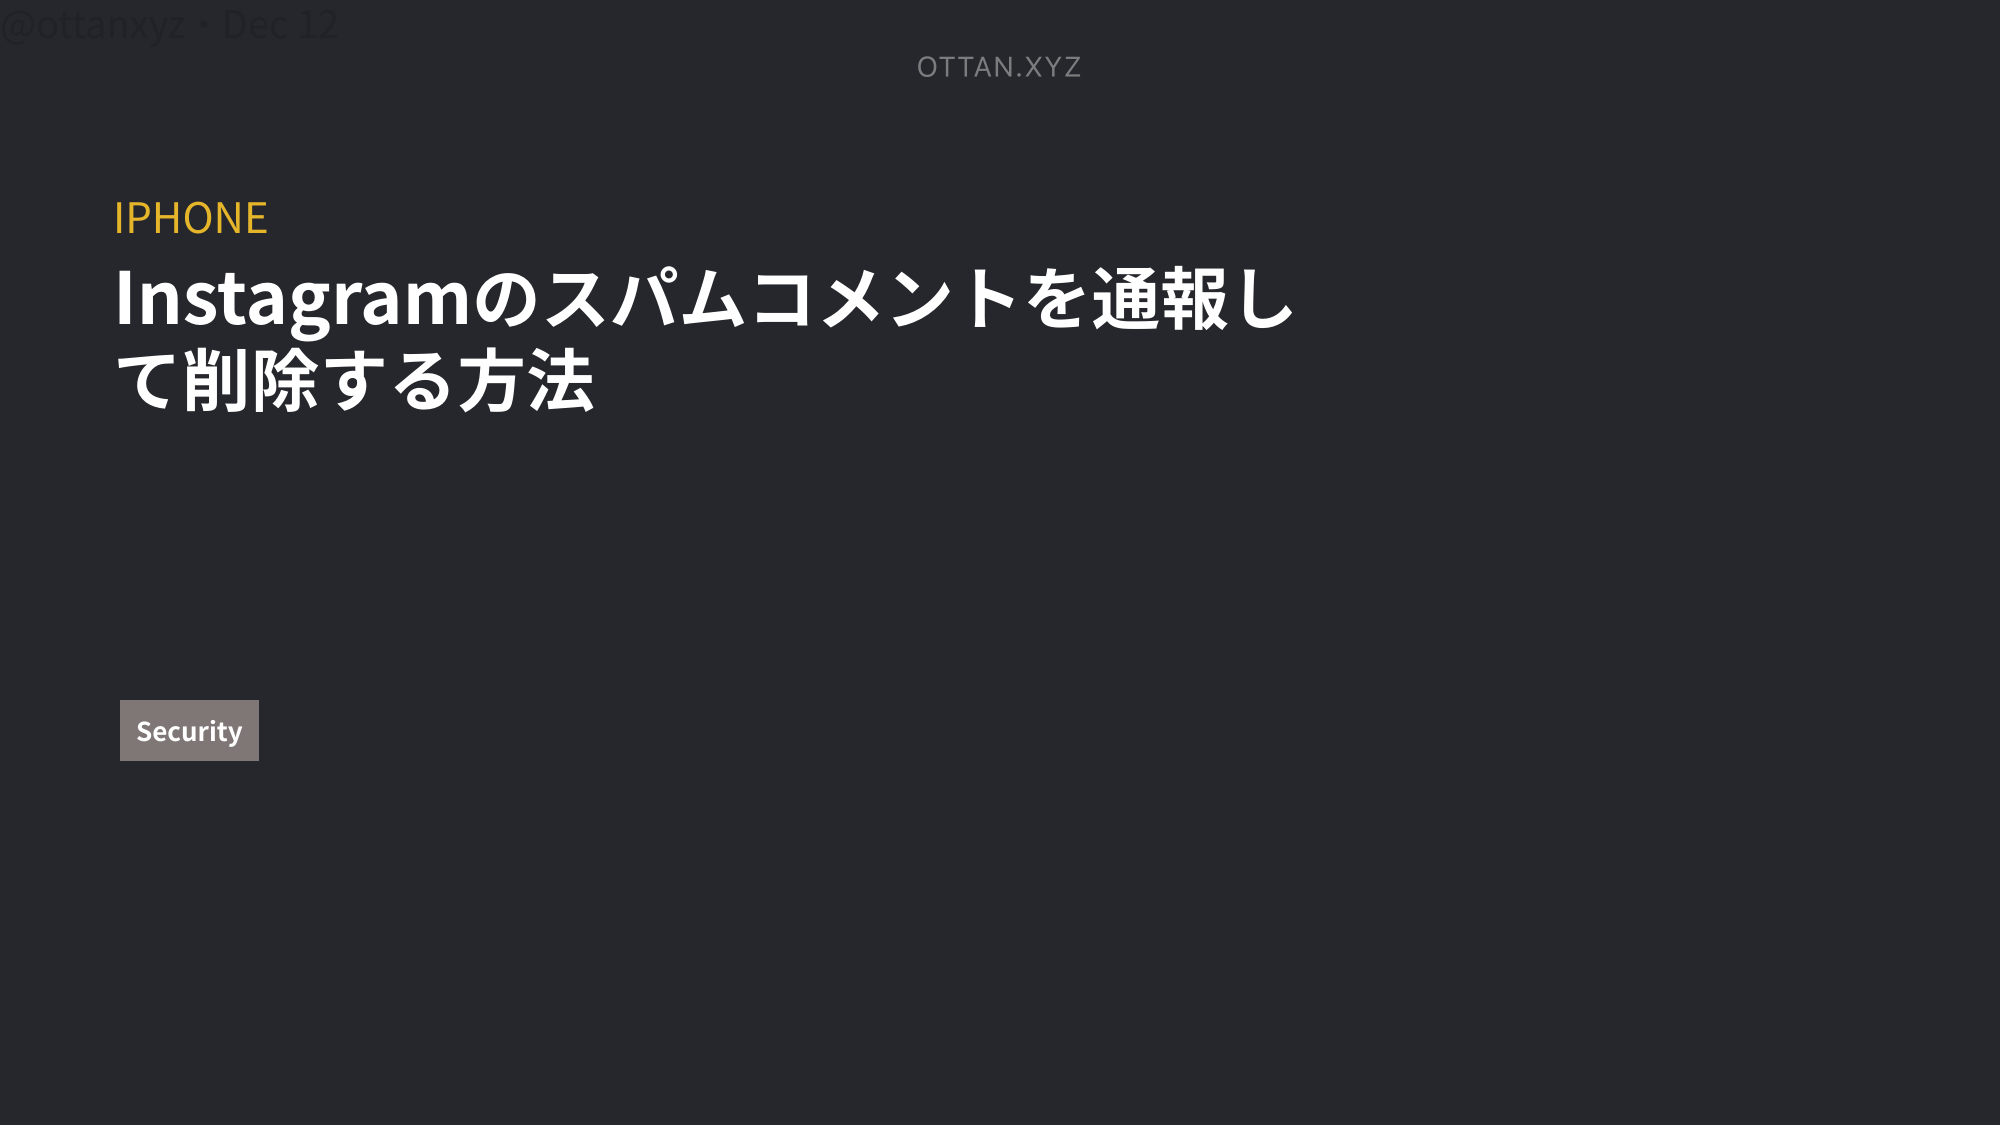 @ottanxyz・Dec 12
OTTAN.XYZ
IPHONE
Instagramのスパムコメントを通報し
て削除する方法
Security